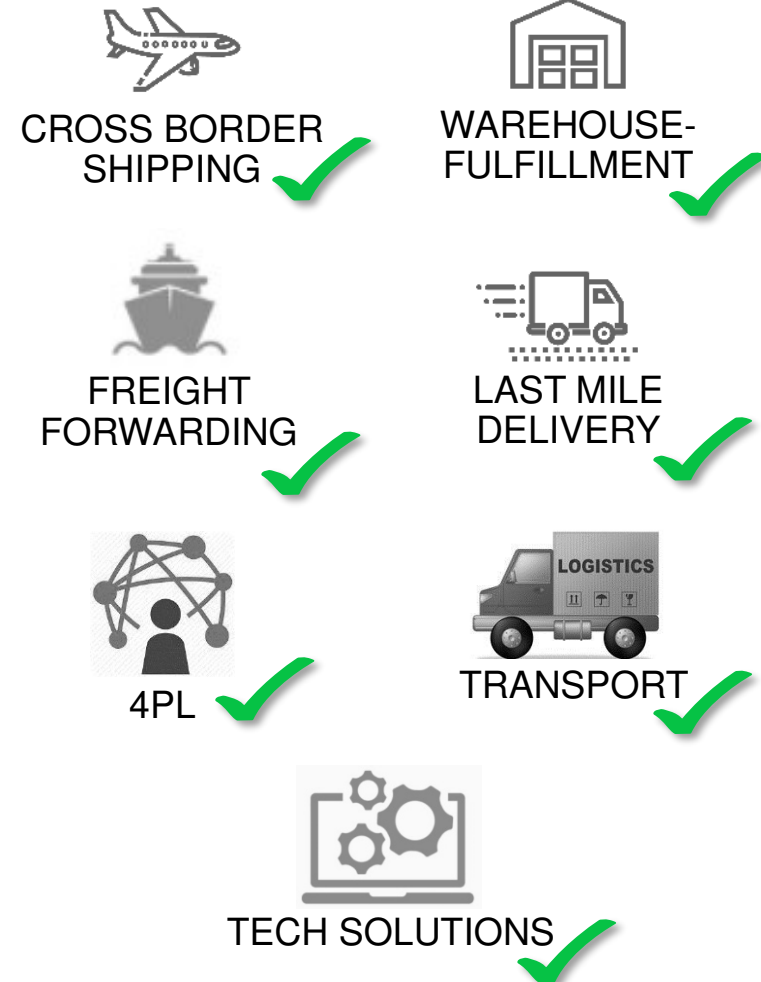 CROSS BORDER
SHIPPING
WAREHOUSE-
FULFILLMENT
FREIGHT
FORWARDING
LAST MILE
DELIVERY
4PL
LOGISTICS
TRANSPORT
TECH SOLUTIONS